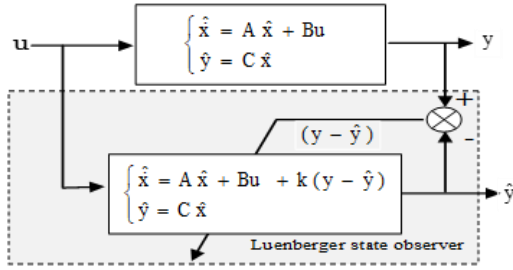 u
{ x̂̇ = A x̂ + Bu
ŷ = C x̂
y
+
(y − ŷ)
-
{ x̂̇ = A x̂ + Bu + k (y − ŷ)
ŷ = C x̂
ŷ
Luenberger state observer